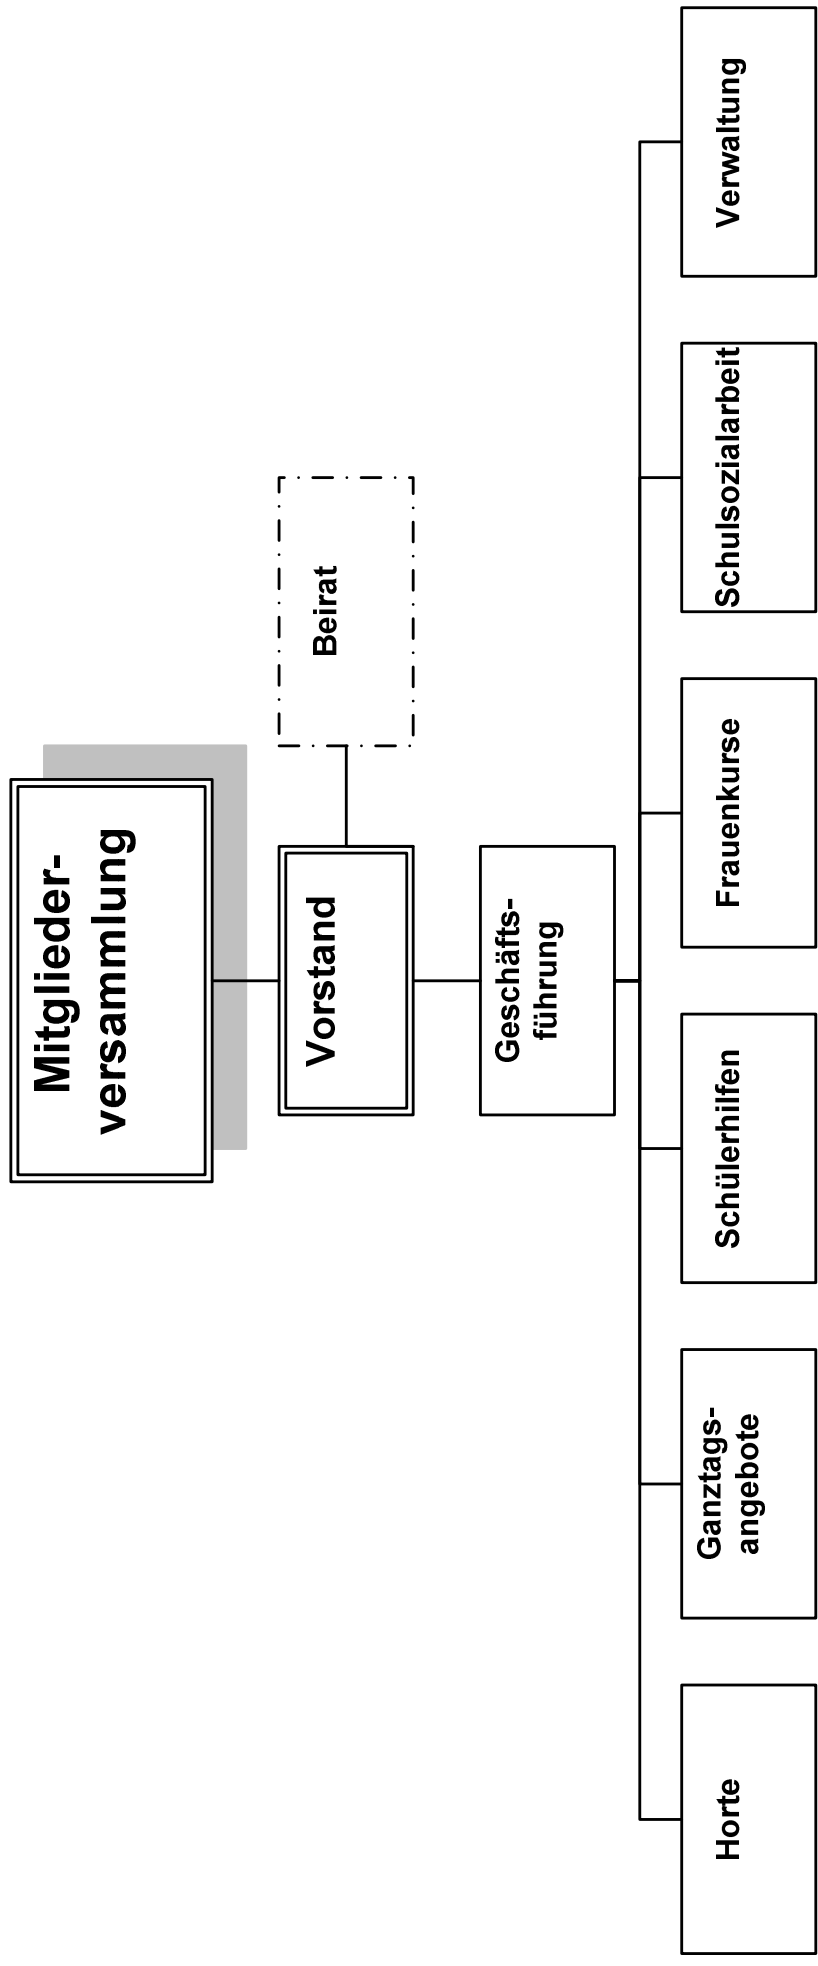 Mitglieder-
versammlung
Vorstand
Beirat
Geschäfts-
führung
Horte
Ganztags-
angebote
Schülerhilfen
Frauenkurse
Schulsozialarbeit
Verwaltung